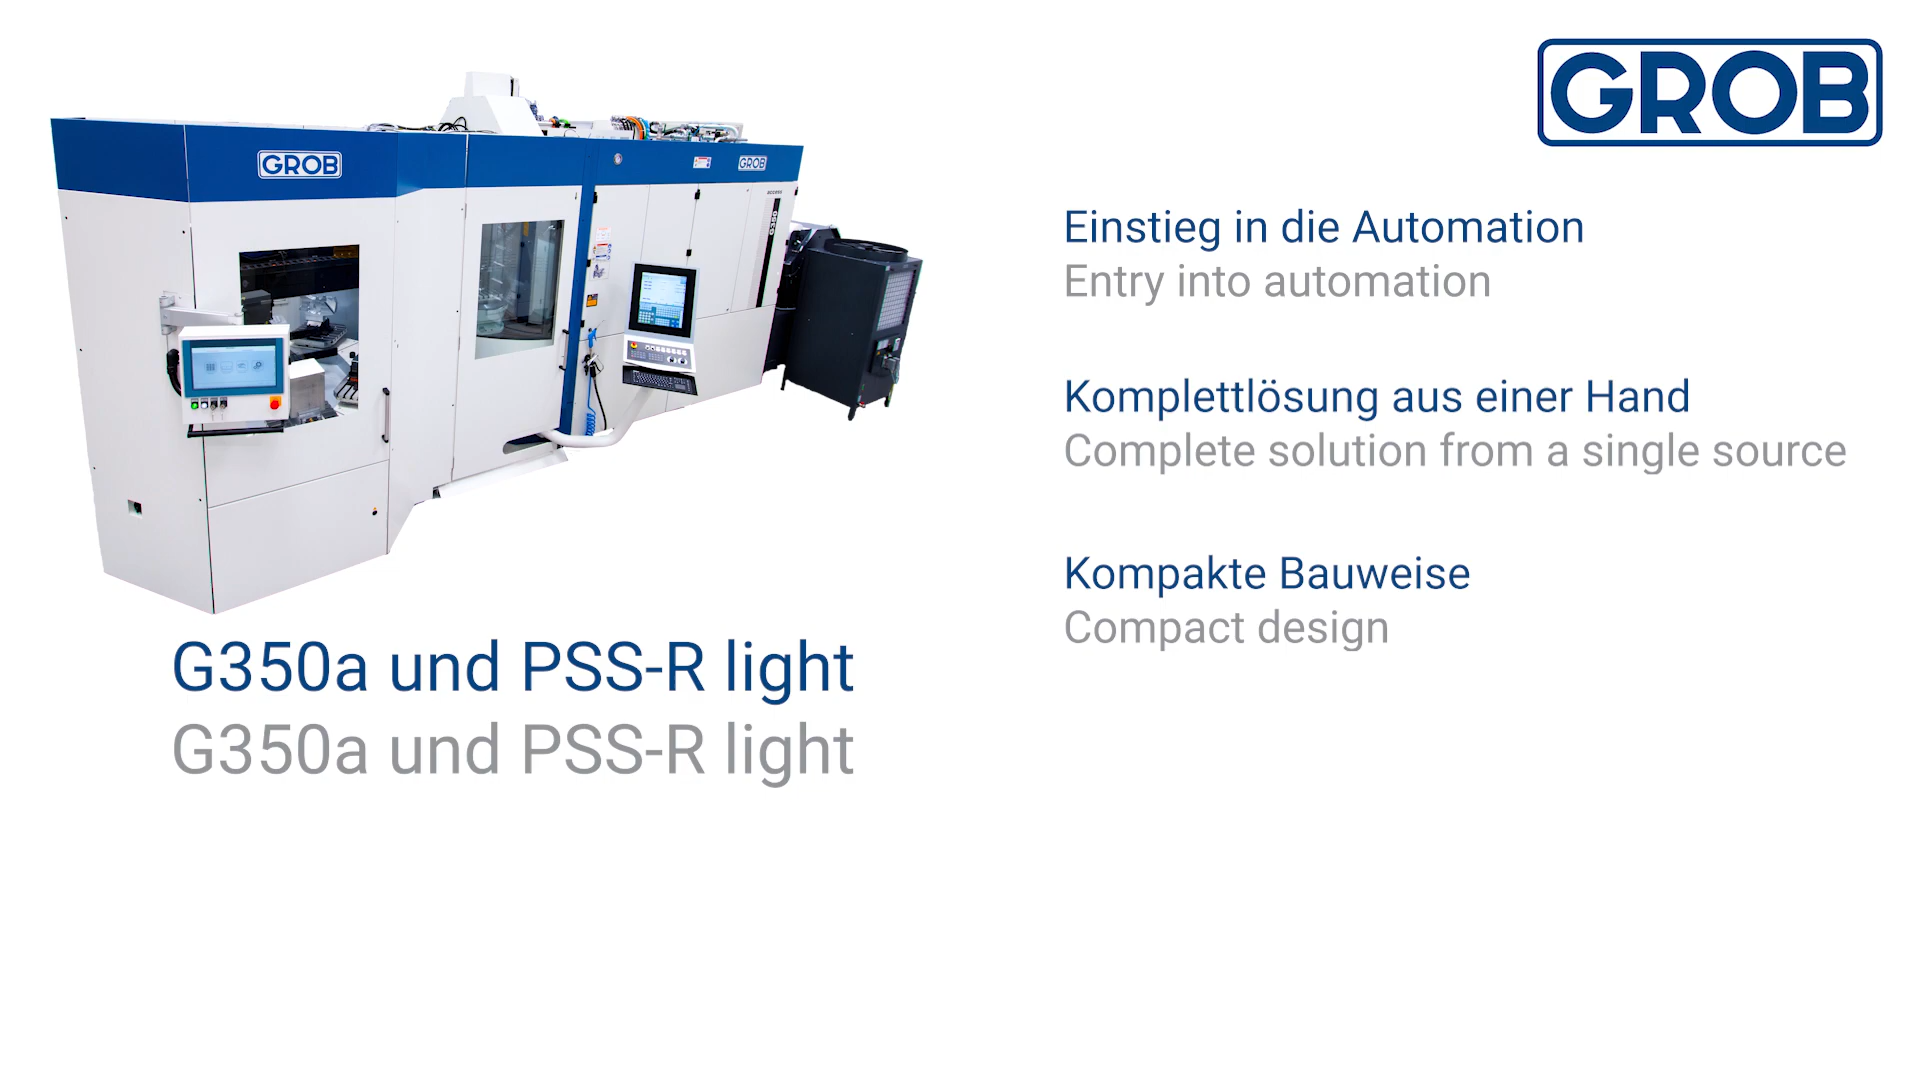 GROB
GROB
GROB
G350
Einstieg in die Automation
Entry into automation
Komplettlösung aus einer Hand
Complete solution from a single source
Kompakte Bauweise
Compact design
G350a und PSS-R light
G350a und PSS-R light